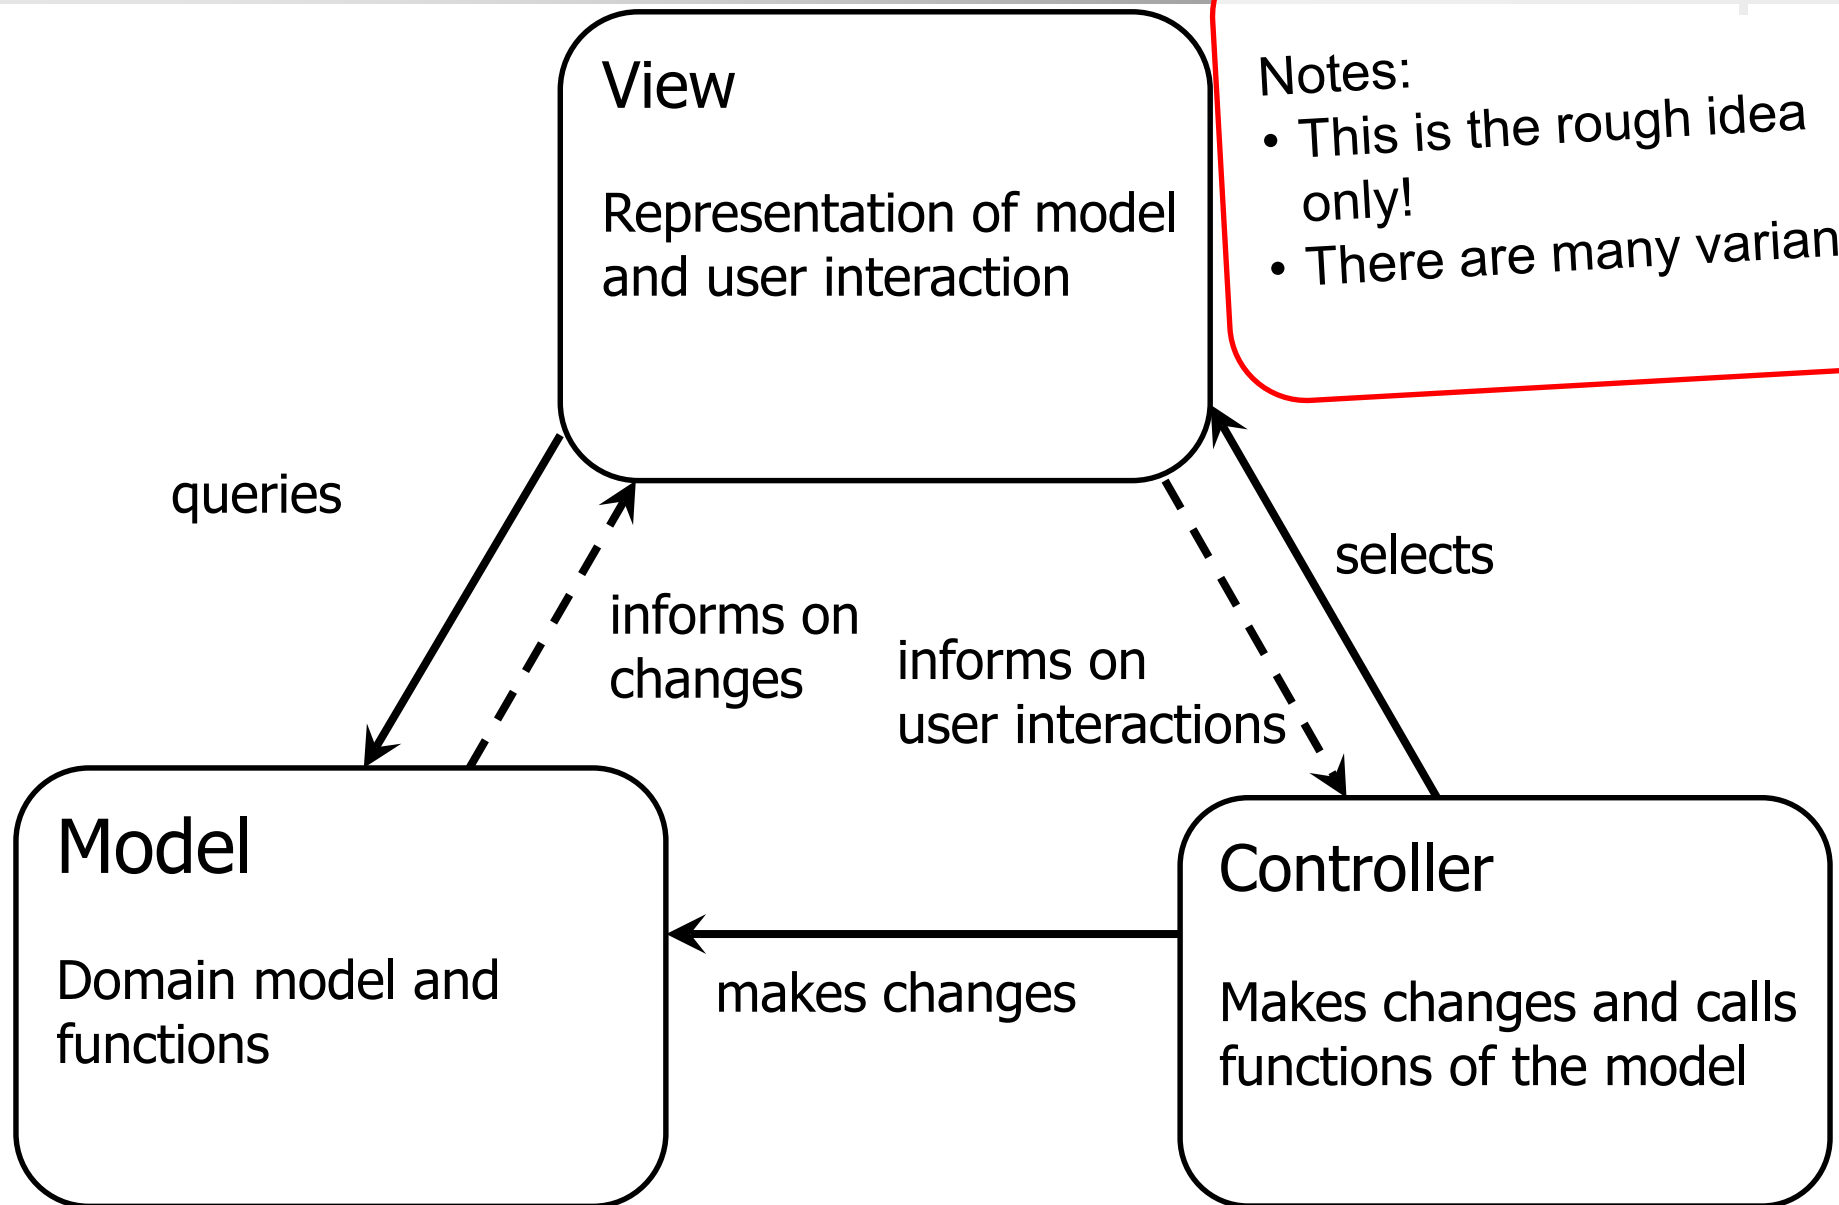 View
Representation of model
and user interaction
Notes:
• This is the rough idea
only!
• There are many varian
queries
selects
informs on
changes
informs on
user interactions
Model
Domain model and
functions
makes changes
Controller
Makes changes and calls
functions of the model